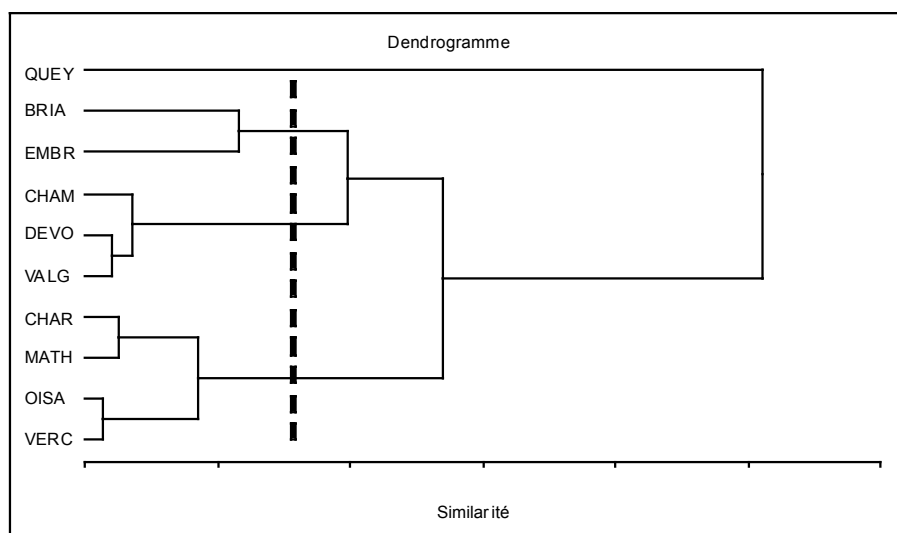 Dendrogramme
QUEY
BRIA
EMBR
CHAM
DEVO
VALG
CHAR
MATH
OISA
VERC
Similarité